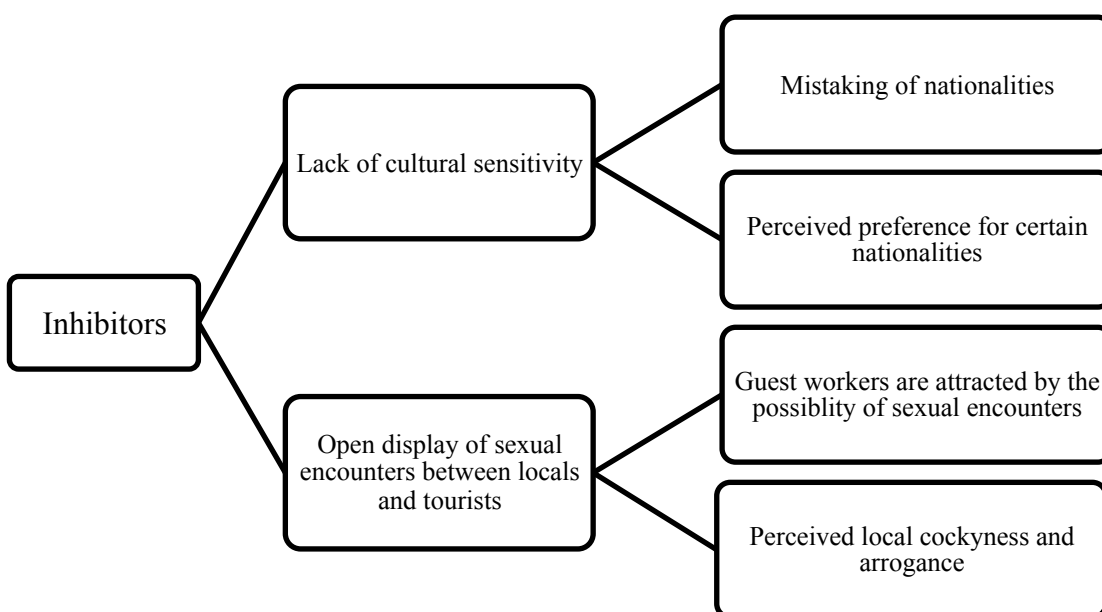 Inhibitors
Lack of cultural sensitivity
Mistaking of nationalities
Perceived preference for certain
nationalities
Open display of sexual
encounters between locals
and tourists
Guest workers are attracted by the
possiblity of sexual encounters
Perceived local cockyness and
arrogance